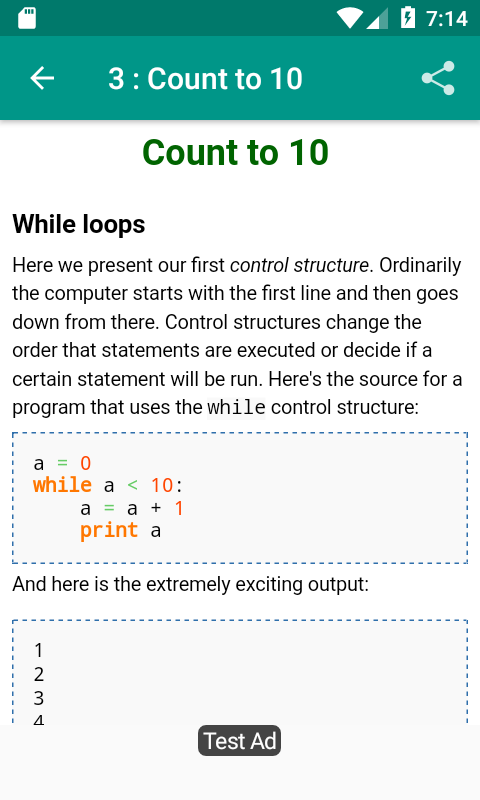 7:14
3 : Count to 10
Count to 10
While loops
Here we present our first control structure. Ordinarily
the computer starts with the first line and then goes
down from there. Control structures change the
order that statements are executed or decide if a
certain statement will be run. Here's the source for a
program that uses the while control structure:
a = 0
while a < 10:
    a = a + 1
    print a
And here is the extremely exciting output:
1
2
3
4
Test Ad